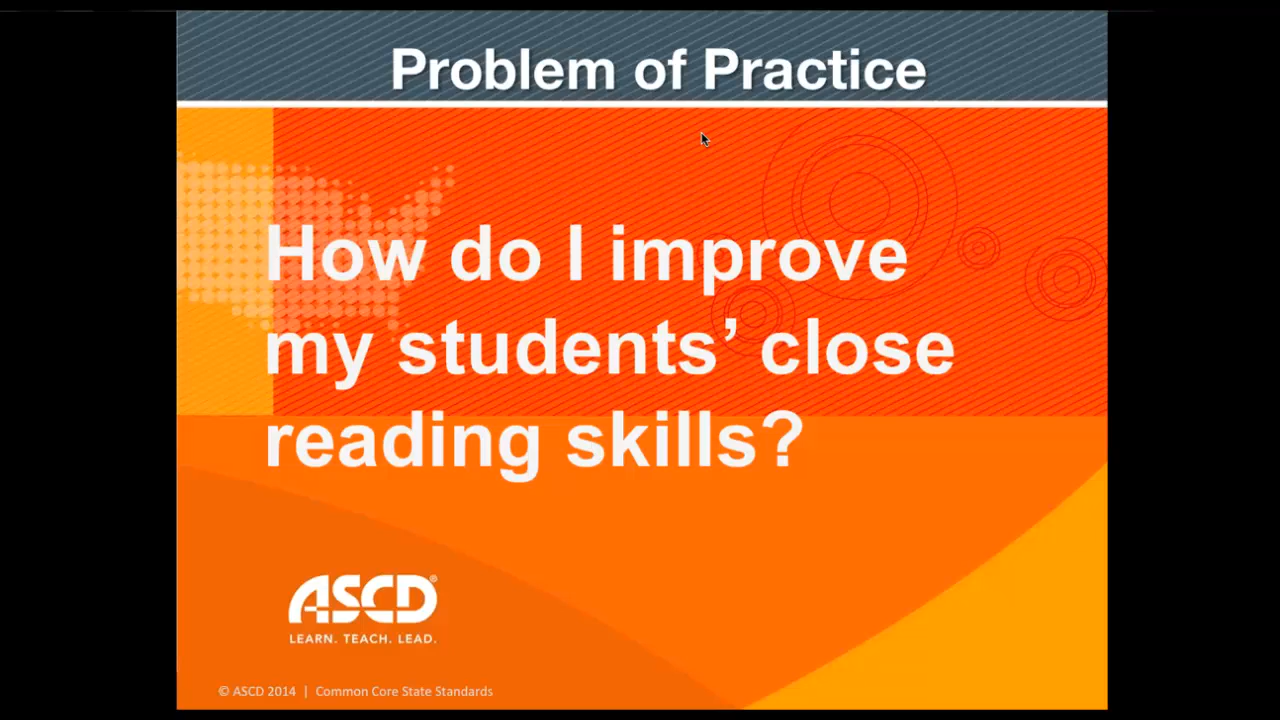 Problem of Practice
How do I improve
my students’ close
reading skills?
ASCD®
LEARN. TEACH. LEAD.
© ASCD 2014 | Common Core State Standards